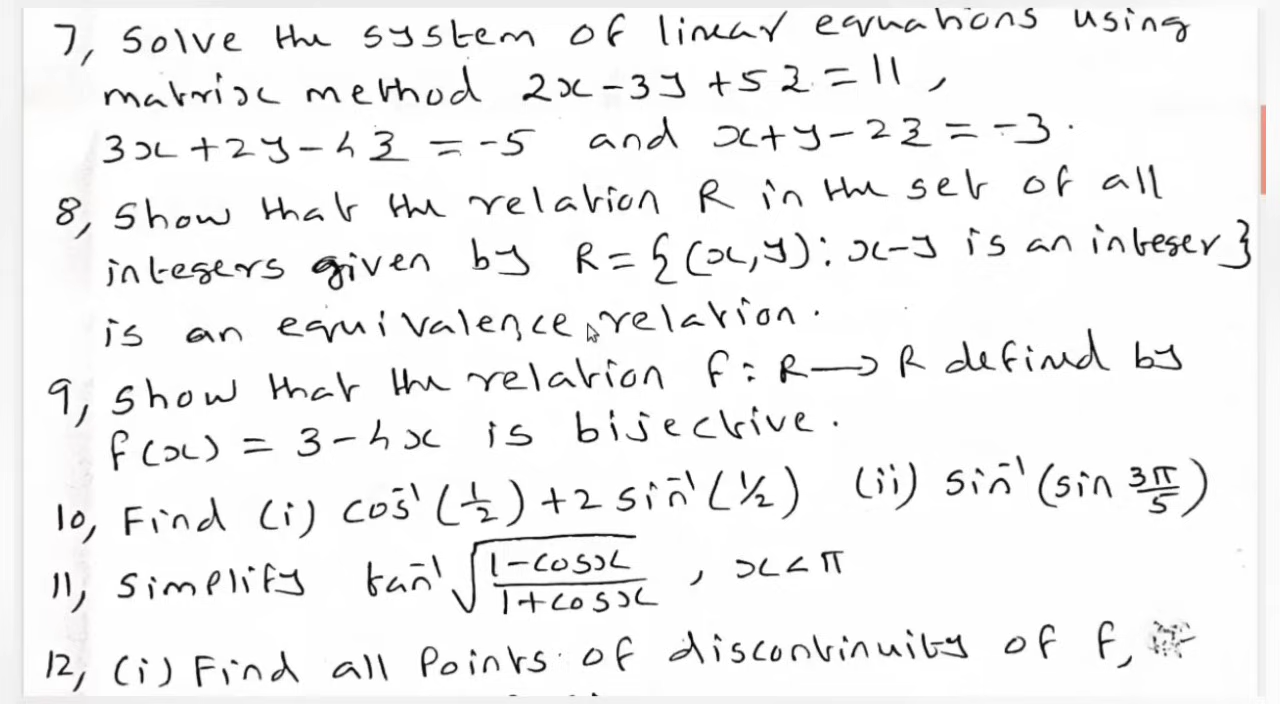 7, Solve the system of linear equations using
matrix method 2x-3y+5z=11,
3x+2y-4z=-5 and x+y-2z=-3.
8, Show that the relation R in the set of all
integers given by R={(x,y): x-y is an integer}
is an equivalence relation.
9, Show that the relation f: R→R defined by
f(x) = 3-4x is bijective.
10, Find (i) cos⁻¹(1/2)+2 sin⁻¹(1/2) (ii) sin⁻¹(sin 3π/5)
11, Simplify tan⁻¹√((1-cosx)/(1+cosx)), x<π
12, (i) Find all Points of discontinuity of f,